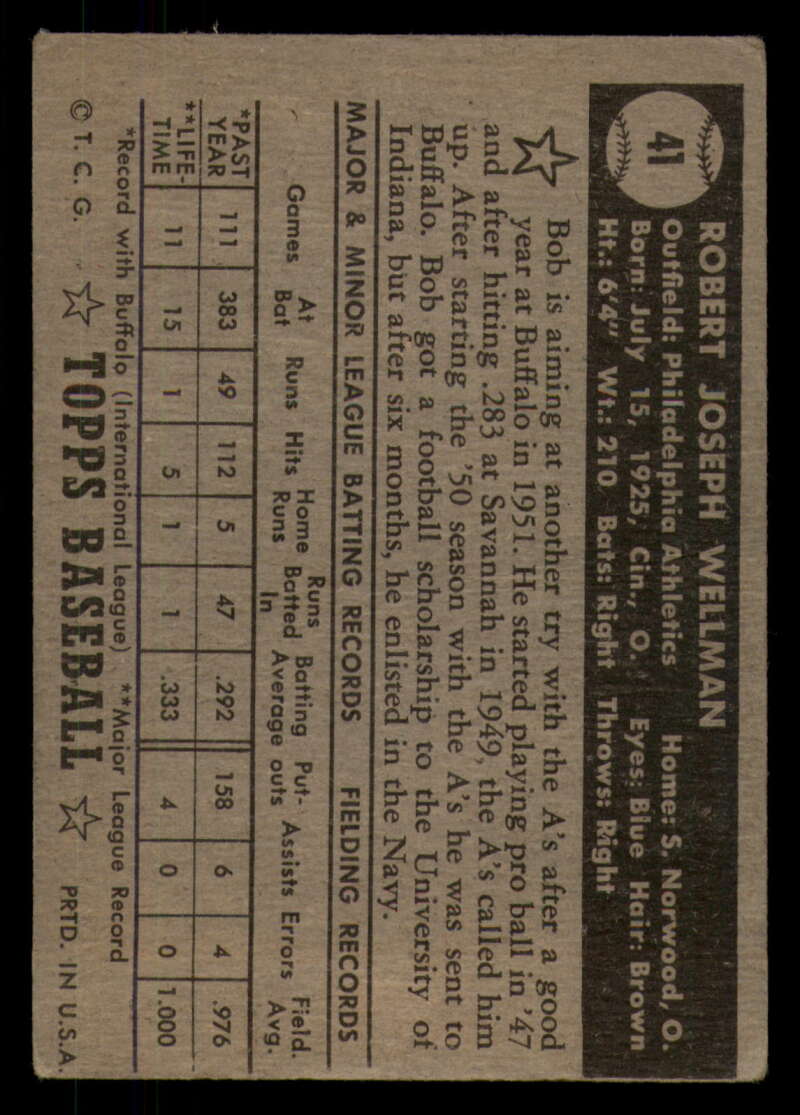 41
ROBERT JOSEPH WELLMAN
Outfield: Philadelphia Athletics Home: S. Norwood, O.
Born: July 15, 1925, Cin., O. Eyes: Blue Hair: Brown
Ht.: 6'4" Wt.: 210 Bats: Right Throws: Right
Bob is aiming at another try with the A's after a good
year at Buffalo in 1951. He started playing pro ball in '47
and after hitting .283 at Savannah in 1949, the A's called him
up. After starting the '50 season with the A's he was sent to
Buffalo. Bob got a football scholarship to the University of
Indiana, but after six months, he enlisted in the Navy.
MAJOR & MINOR LEAGUE BATTING RECORDS FIELDING RECORDS
Games At Bat Runs Hits Home Runs Runs Batted In Batting Average Put-outs Assists Errors Field. Avg.
*PAST YEAR 111 383 49 112 5 47 .292 158 6 4 .976
**LIFE-TIME 11 15 1 5 1 1 .333 4 0 0 1.000
*Record with Buffalo (International League) **Major League Record
© T. C. G. TOPPS BASEBALL PRTD. IN U.S.A.